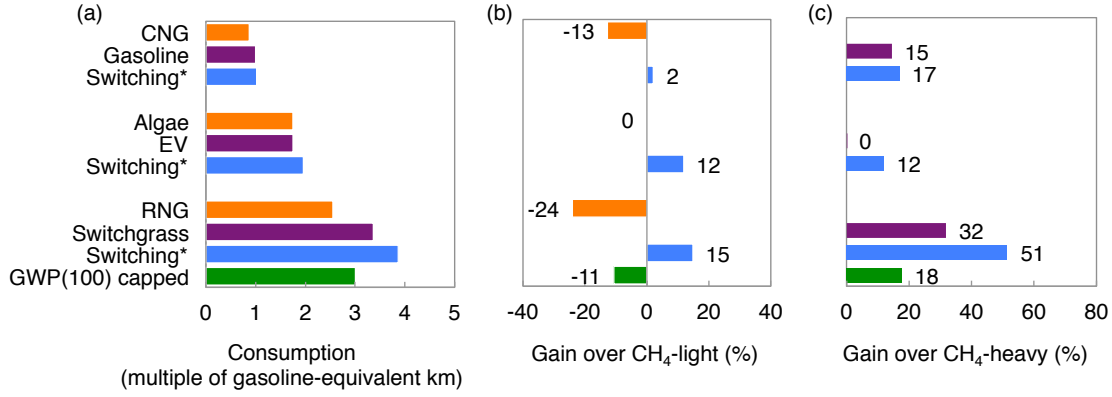 (a)
(b)
(c)
CNG
Gasoline
Switching*
Algae
EV
Switching*
RNG
Switchgrass
Switching*
GWP(100) capped
0 1 2 3 4 5
Consumption
(multiple of gasoline-equivalent km)
-13
2
0
12
-24
15
-11
-40 -20 0 20 40
Gain over CH₄-light (%)
15
17
0
12
32
51
18
0 20 40 60 80
Gain over CH₄-heavy (%)